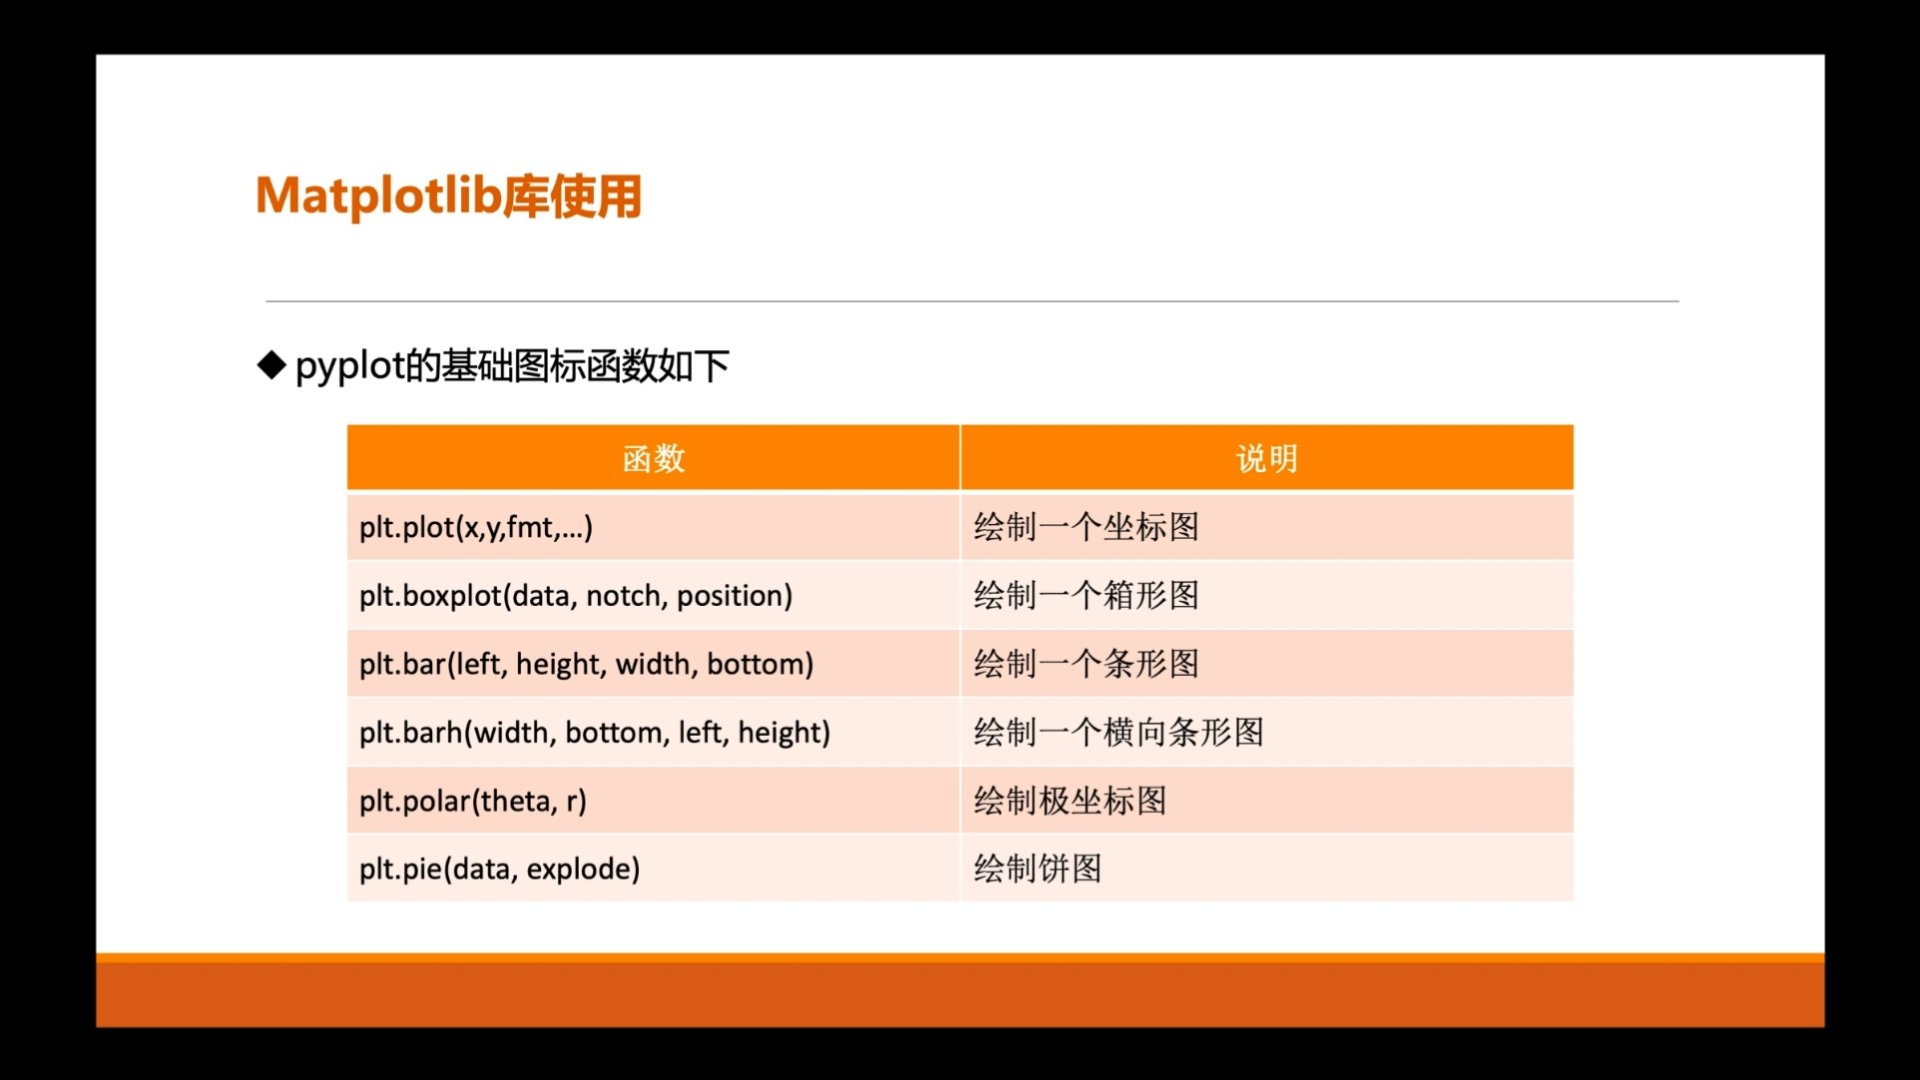 Matplotlib库使用
◆pyplot的基础图标函数如下
函数 说明
plt.plot(x,y,fmt,...) 绘制一个坐标图
plt.boxplot(data, notch, position) 绘制一个箱形图
plt.bar(left, height, width, bottom) 绘制一个条形图
plt.barh(width, bottom, left, height) 绘制一个横向条形图
plt.polar(theta, r) 绘制极坐标图
plt.pie(data, explode) 绘制饼图